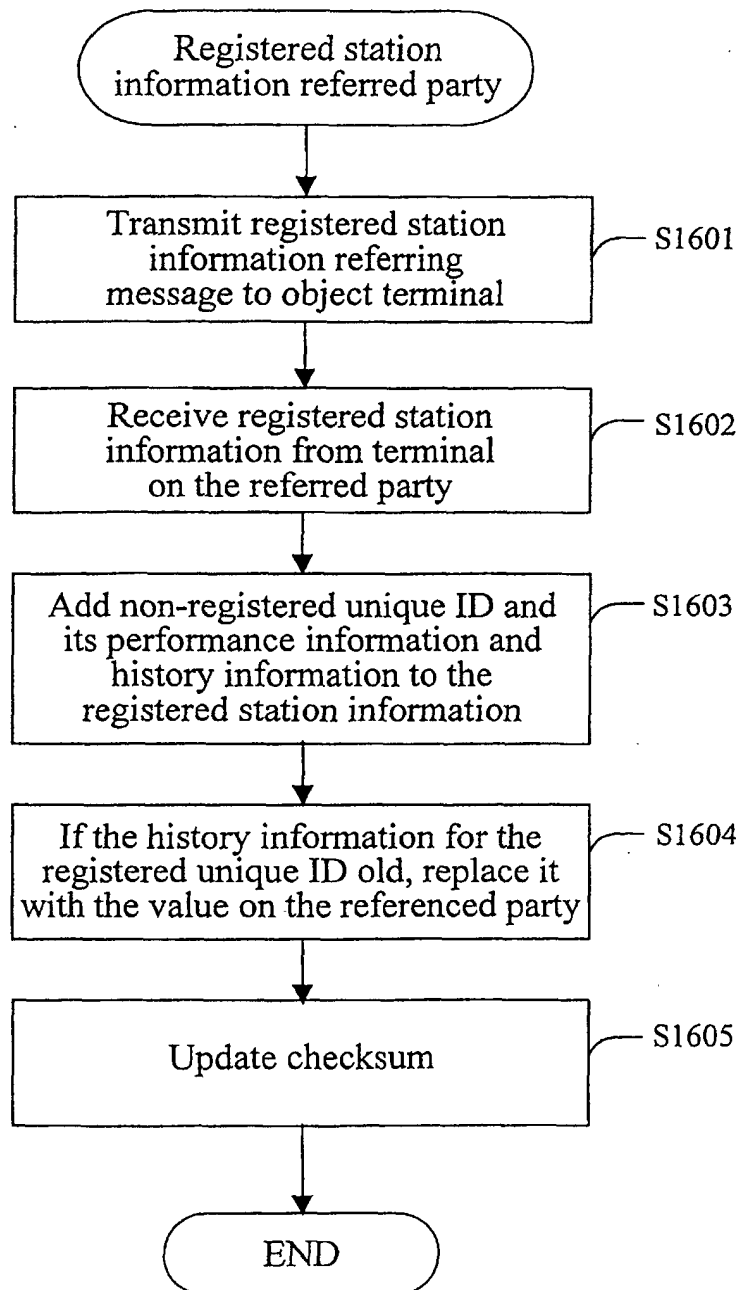 Registered station
information referred party
Transmit registered station
information referring
message to object terminal
S1601
Receive registered station
information from terminal
on the referred party
S1602
Add non-registered unique ID and
its performance information and
history information to the
registered station information
S1603
If the history information for the
registered unique ID old, replace it
with the value on the referenced party
S1604
Update checksum
S1605
END